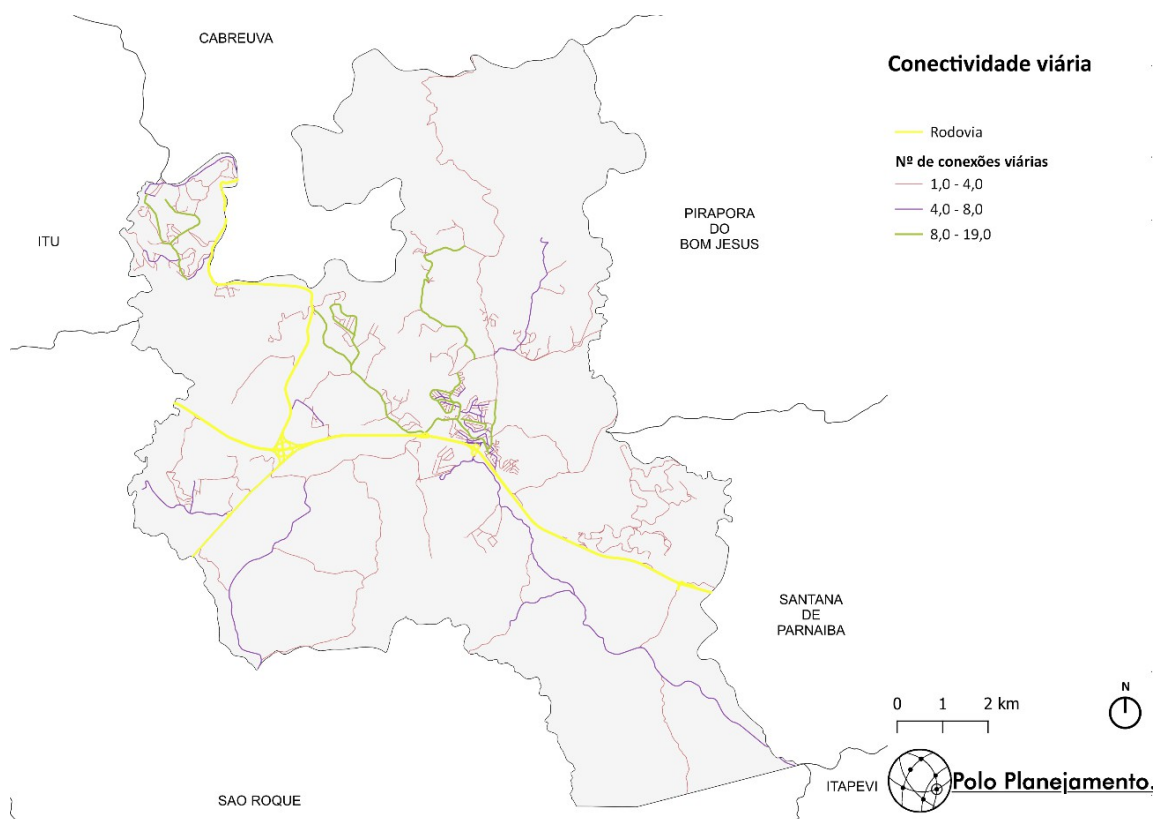 CABREUVA
Conectividade viária
Rodovia
Nº de conexões viárias
1,0 - 4,0
4,0 - 8,0
8,0 - 19,0
ITU
PIRAPORA
DO
BOM JESUS
SANTANA
DE
PARNAIBA
0 1 2 km
N
ITAPEVI
SAO ROQUE
Polo Planejamento.